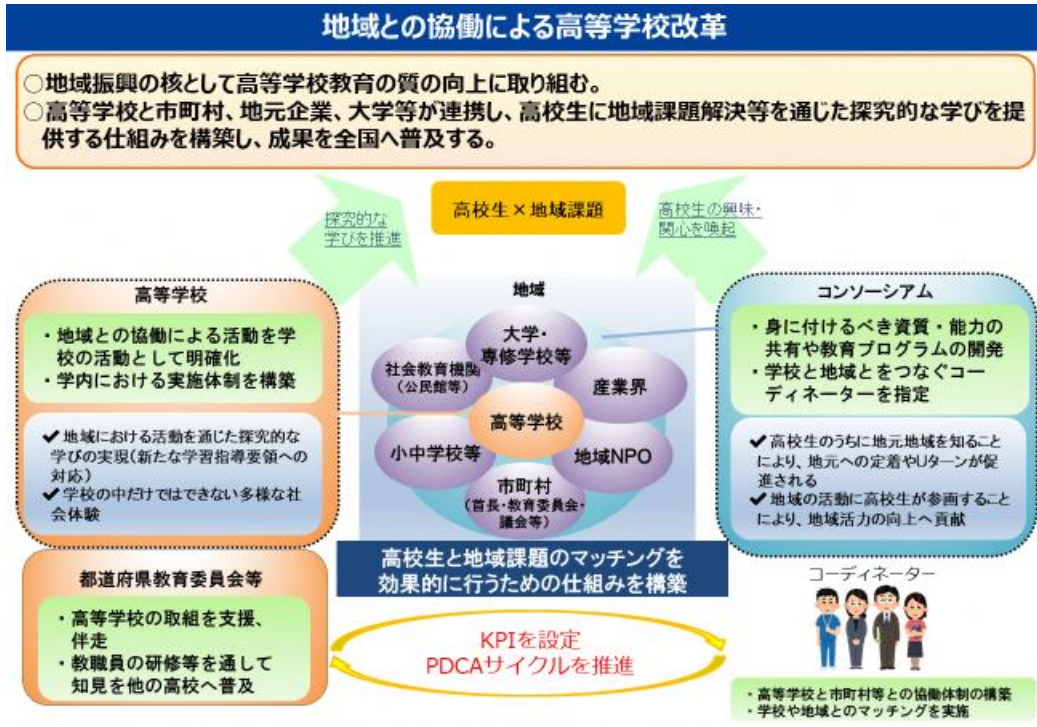 地域との協働による高等学校改革
○地域振興の核として高等学校教育の質の向上に取り組む。
○高等学校と市町村、地元企業、大学等が連携し、高校生に地域課題解決等を通じた探究的な学びを提
供する仕組みを構築し、成果を全国へ普及する。
探究的な
学びを推進
高校生×地域課題
高校生の興味・
関心を喚起
高等学校
・地域との協働による活動を学
校の活動として明確化
・学内における実施体制を構築
✔地域における活動を通じた探究的な
学びの実現(新たな学習指導要領への
対応)
✔学校の中だけではできない多様な社
会体験
地域
大学・
専修学校等
社会教育機関
(公民館等)
産業界
高等学校
小中学校等
地域NPO
市町村
(首長・教育委員会・
議会等)
高校生と地域課題のマッチングを
効果的に行うための仕組みを構築
コンソーシアム
・身に付けるべき資質・能力の
共有や教育プログラムの開発
・学校と地域とをつなぐコー
ディネーターを指定
✔高校生のうちに地元地域を知ること
により、地元への定着やUターンが促
進される
✔地域の活動に高校生が参画すること
により、地域活力の向上へ貢献
都道府県教育委員会等
・高等学校の取組を支援、
伴走
・教職員の研修等を通して
知見を他の高校へ普及
KPIを設定
PDCAサイクルを推進
コーディネーター
・高等学校と市町村等との協働体制の構築
・学校や地域とのマッチングを実施